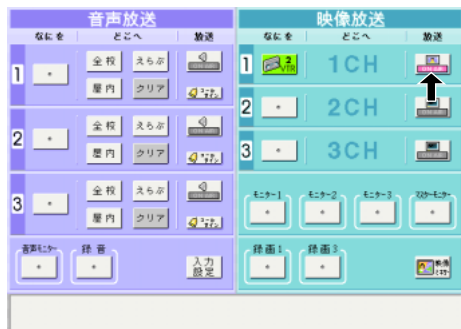 音声放送
なにを どこへ 放送
1 全校 えらぶ
屋内 クリア
2 全校 えらぶ
屋内 クリア
3 全校 えらぶ
屋内 クリア
音声モニター 録音
入力設定
映像放送
なにを どこへ 放送
1 2 VTR 1CH
2 2CH
3 3CH
モニター1 モニター2 モニター3 マスターモニター
録画1 録画3
映像